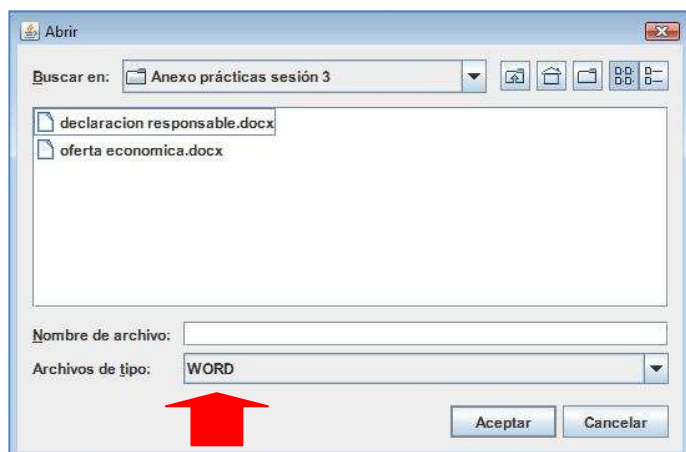 Abrir
Buscar en: Anexo prácticas sesión 3
declaracion responsable.docx
oferta economica.docx
Nombre de archivo:
Archivos de tipo: WORD
Aceptar Cancelar